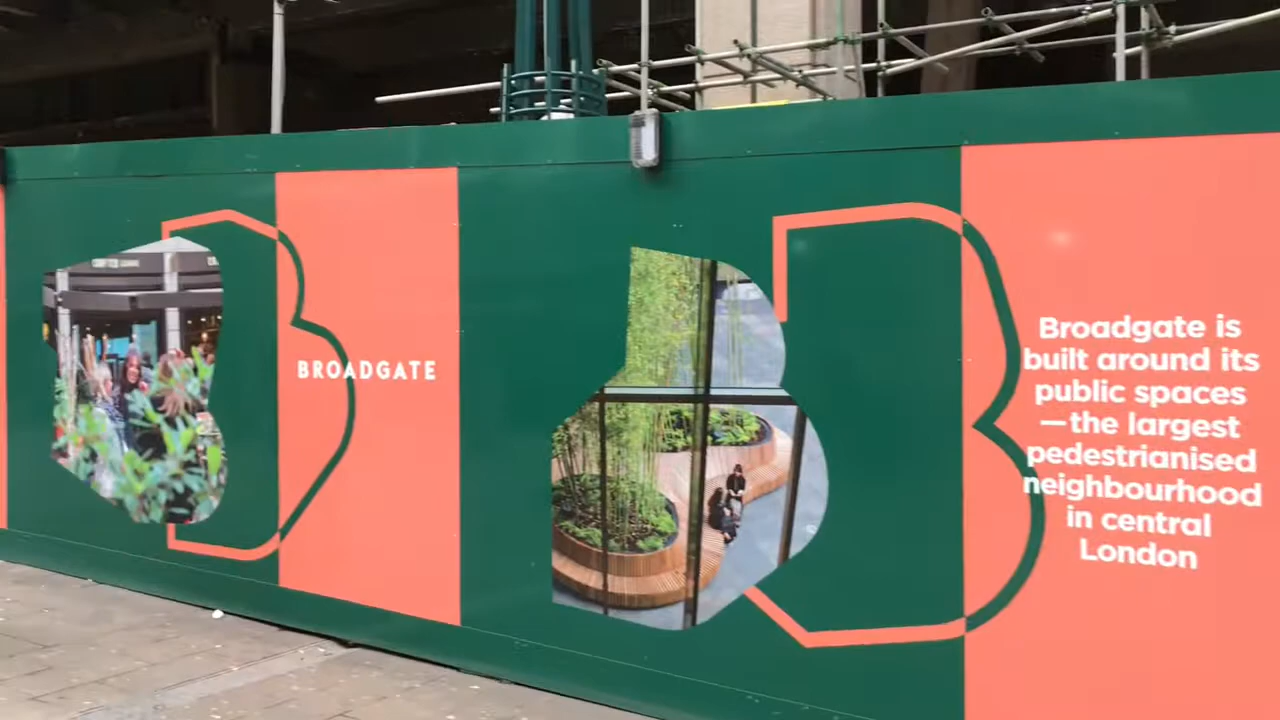 BROADGATE
Broadgate is
built around its
public spaces
—the largest
pedestrianised
neighbourhood
in central
London